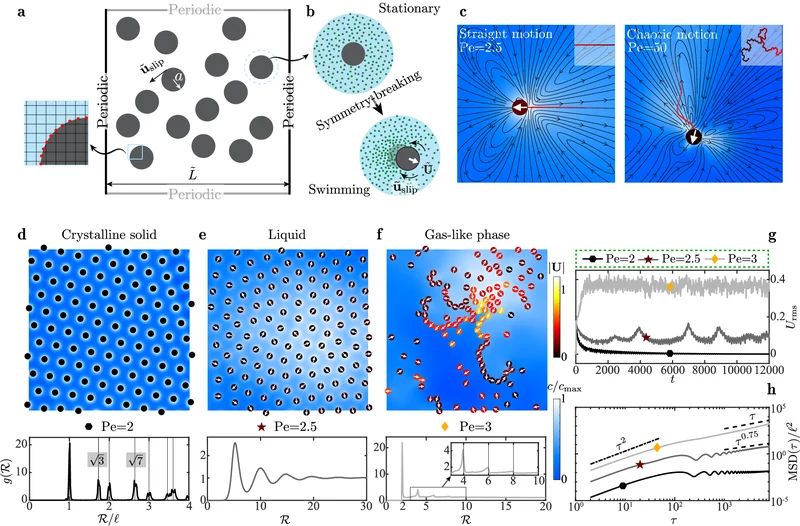 a
Periodic
Periodic
Periodic
Periodic
ũslip
a
L̃
b
Stationary
Symmetry-breaking
Swimming
Ũ
ũslip
c
Straight motion
Pe=2.5
Chaotic motion
Pe=50
d Crystalline solid
e Liquid
f Gas-like phase
|U|
1
0
c/cmax
1
0
g
Pe=2 Pe=2.5 Pe=3
0.4
0.2
0
Urms
0 2000 4000 6000 8000 10000 12000
t
h
τ²
τ
τ^0.75
10⁵
10⁰
10⁻⁵
MSD(τ)/ℓ²
10⁰ 10¹ 10² 10³
τ
Pe=2
g(R)
20
10
0
√3
√7
0 1 2 3 4
R/ℓ
Pe=2.5
2
1
0
0 10 20 30
R
Pe=3
20
10
0
0 2 5 10 15 20
R
4
2
0
4 6 8 10